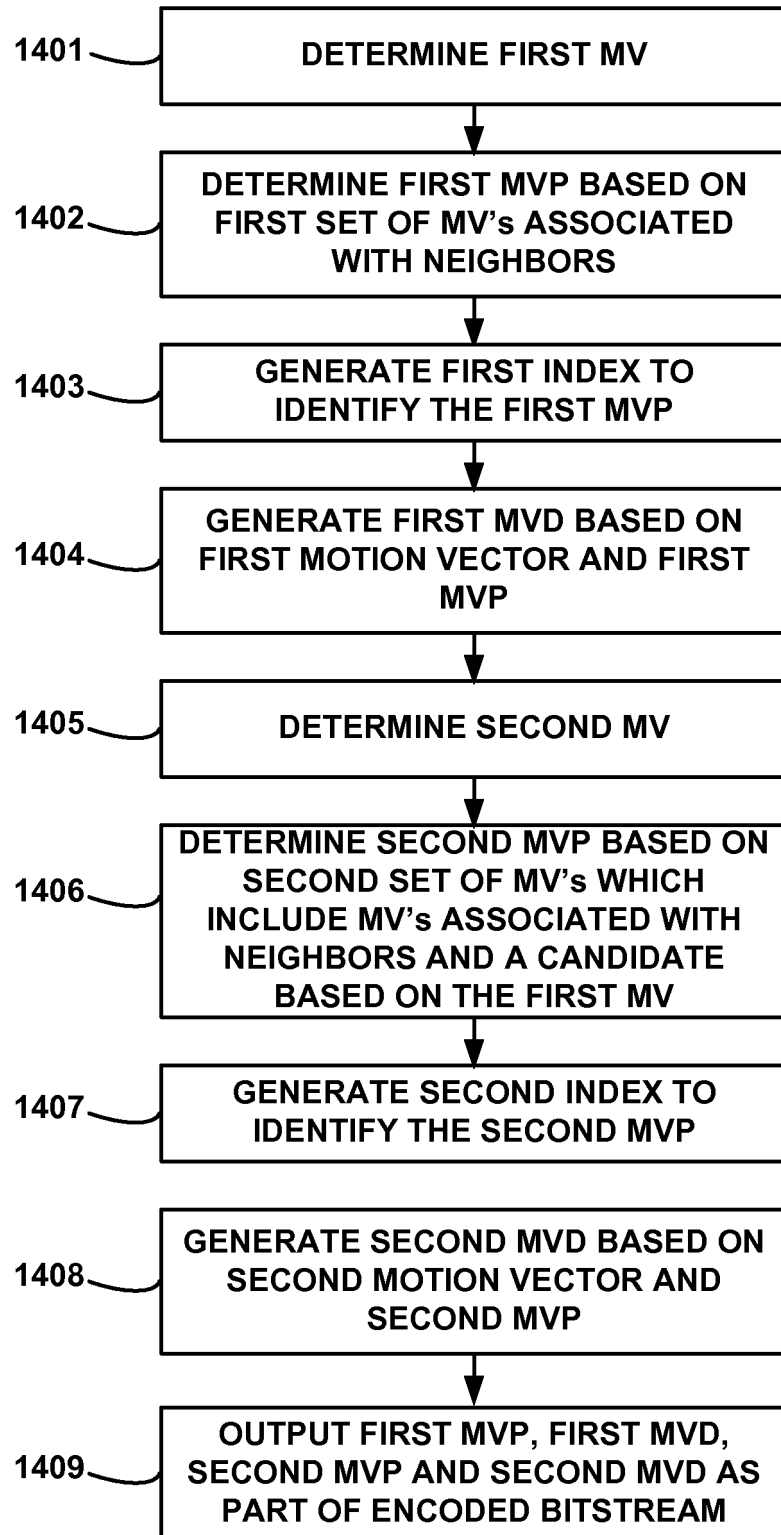 1401
DETERMINE FIRST MV
1402
DETERMINE FIRST MVP BASED ON
FIRST SET OF MV's ASSOCIATED
WITH NEIGHBORS
1403
GENERATE FIRST INDEX TO
IDENTIFY THE FIRST MVP
1404
GENERATE FIRST MVD BASED ON
FIRST MOTION VECTOR AND FIRST
MVP
1405
DETERMINE SECOND MV
1406
DETERMINE SECOND MVP BASED ON
SECOND SET OF MV's WHICH
INCLUDE MV's ASSOCIATED WITH
NEIGHBORS AND A CANDIDATE
BASED ON THE FIRST MV
1407
GENERATE SECOND INDEX TO
IDENTIFY THE SECOND MVP
1408
GENERATE SECOND MVD BASED ON
SECOND MOTION VECTOR AND
SECOND MVP
1409
OUTPUT FIRST MVP, FIRST MVD,
SECOND MVP AND SECOND MVD AS
PART OF ENCODED BITSTREAM